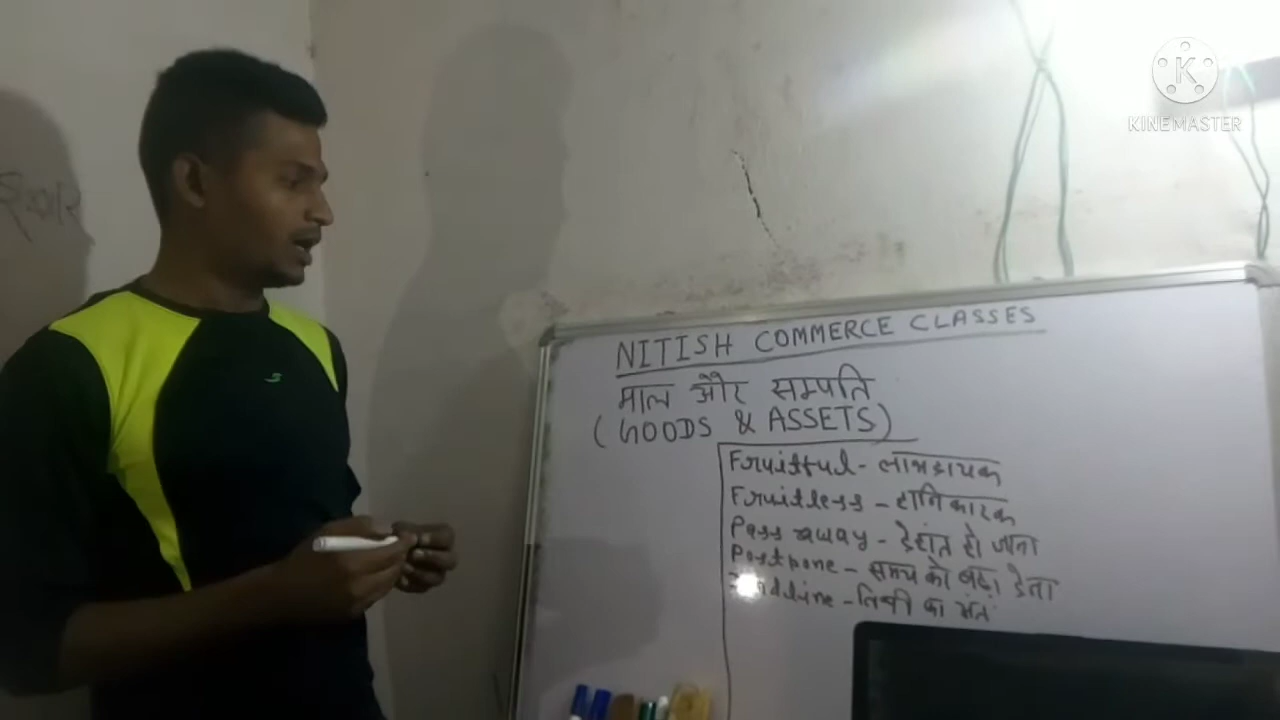 K
KINEMASTER
NITISH COMMERCE CLASSES
माल और सम्पति
(GOODS & ASSETS)
Fruitful - लाभदायक
Fruitless - हानिकारक
Pass away - देहांत हो जाना
Postpone - समय को बढ़ा देना
line - तिथी का अंत